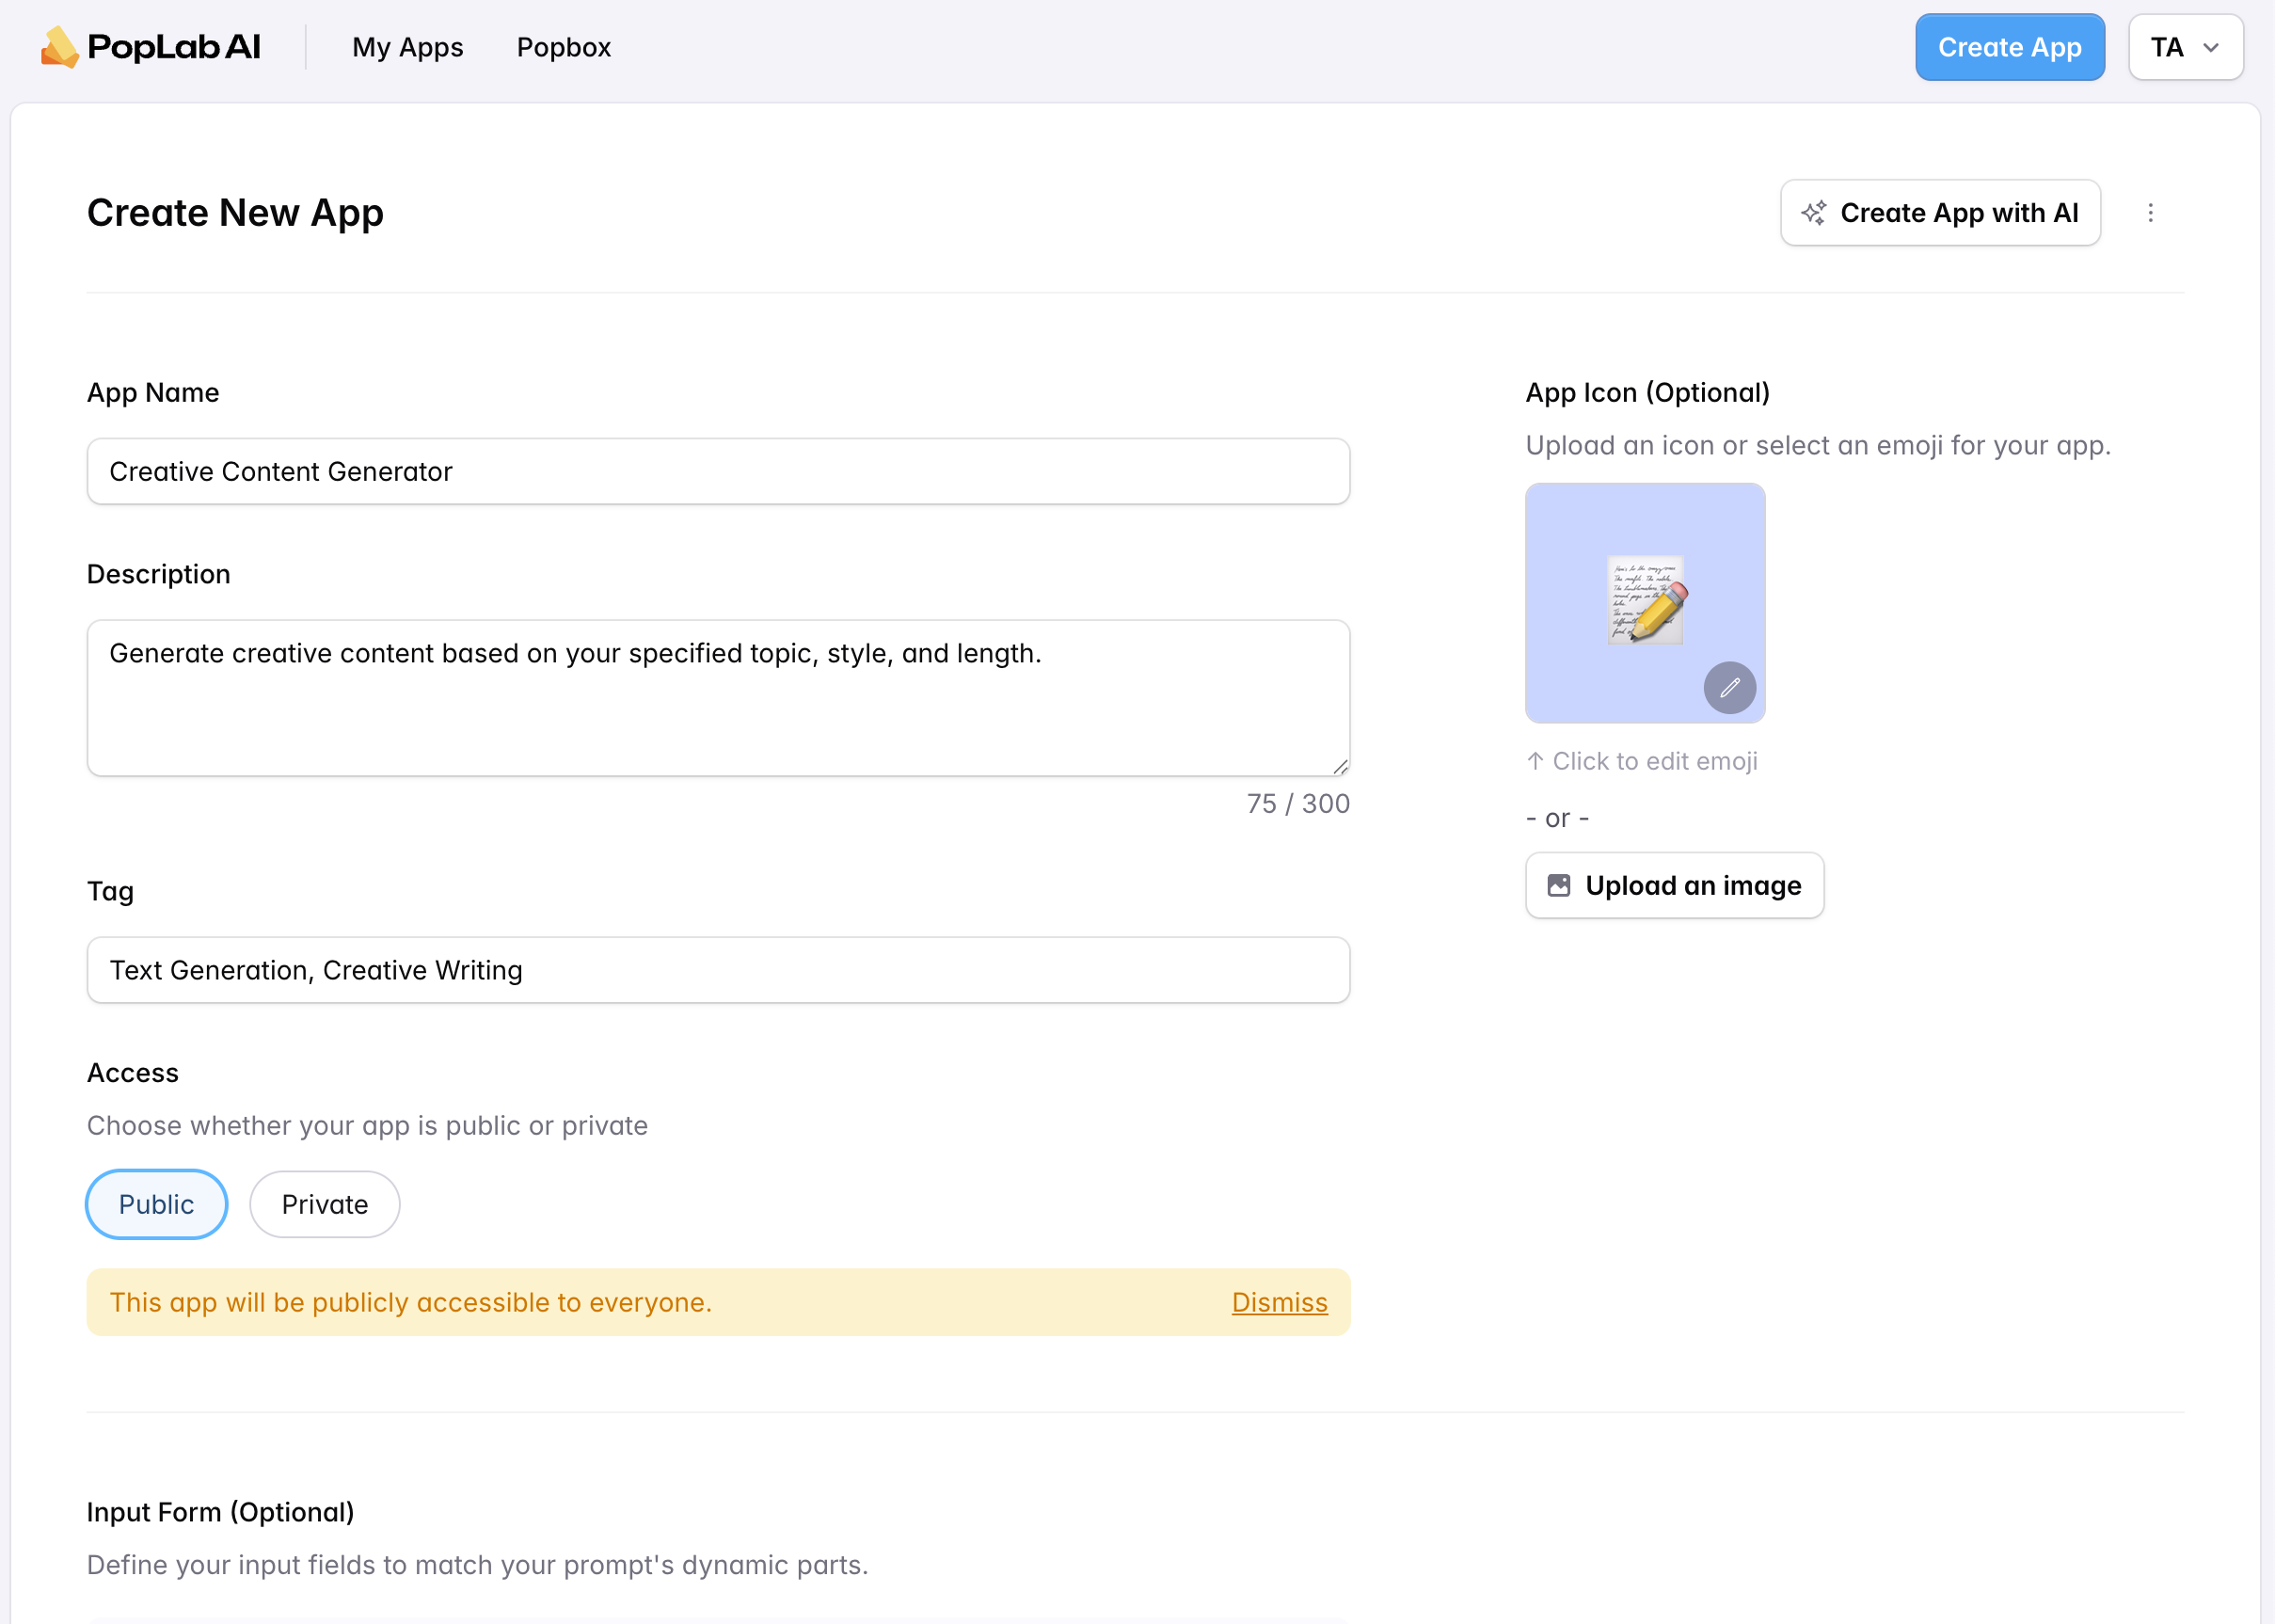 PopLab AI
My Apps
Popbox
Create App
TA
Create New App
Create App with AI
App Name
Creative Content Generator
Description
Generate creative content based on your specified topic, style, and length.
75 / 300
Tag
Text Generation, Creative Writing
Access
Choose whether your app is public or private
Public
Private
This app will be publicly accessible to everyone.
Dismiss
App Icon (Optional)
Upload an icon or select an emoji for your app.
↑ Click to edit emoji
- or -
Upload an image
Input Form (Optional)
Define your input fields to match your prompt's dynamic parts.